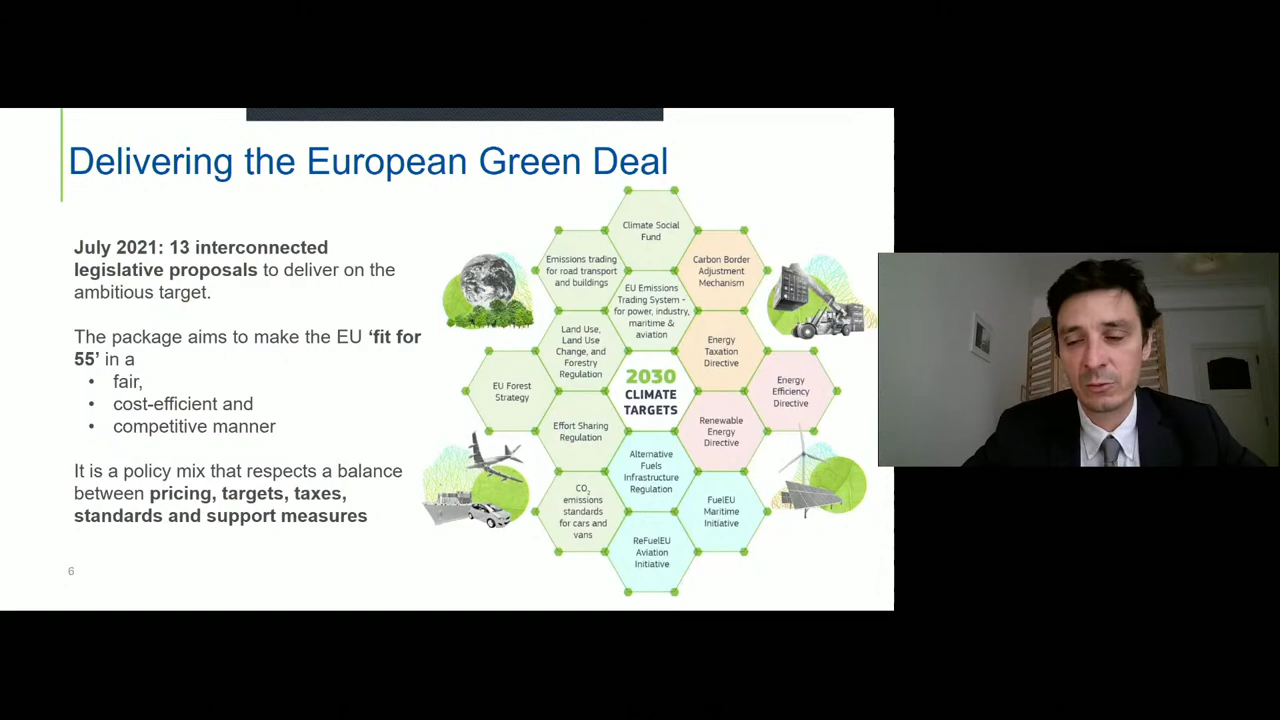 Delivering the European Green Deal
July 2021: 13 interconnected
legislative proposals to deliver on the
ambitious target.
The package aims to make the EU ‘fit for
55’ in a
• fair,
• cost-efficient and
• competitive manner
It is a policy mix that respects a balance
between pricing, targets, taxes,
standards and support measures
6
Climate Social
Fund
Emissions trading
for road transport
and buildings
Carbon Border
Adjustment
Mechanism
EU Emissions
Trading System -
for power, industry,
maritime &
aviation
Land Use,
Land Use
Change, and
Forestry
Regulation
Energy
Taxation
Directive
EU Forest
Strategy
2030
CLIMATE
TARGETS
Energy
Efficiency
Directive
Effort Sharing
Regulation
Renewable
Energy
Directive
Alternative
Fuels
Infrastructure
Regulation
CO2
emissions
standards
for cars and
vans
FuelEU
Maritime
Initiative
ReFuelEU
Aviation
Initiative